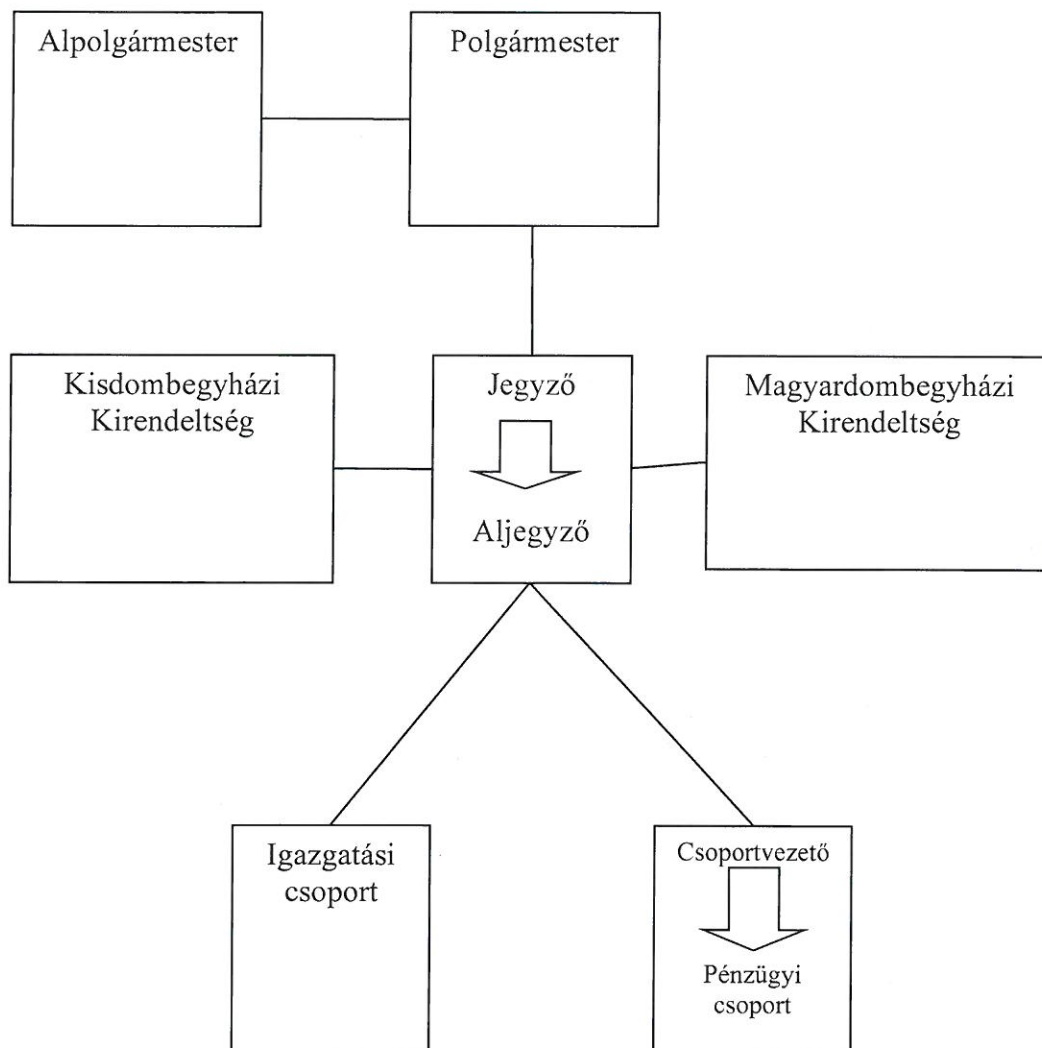 Alpolgármester
Polgármester
Kisdombegyházi
Kirendeltség
Jegyző
Aljegyző
Magyardombegyházi
Kirendeltség
Igazgatási
csoport
Csoportvezető
Pénzügyi
csoport